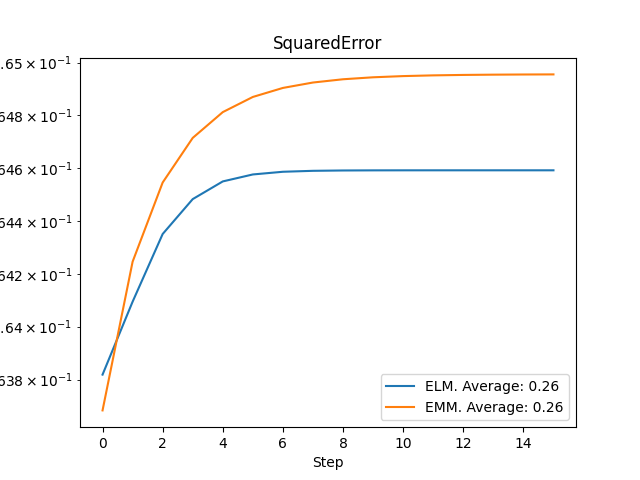 SquaredError
.65 × 10⁻¹
648 × 10⁻¹
646 × 10⁻¹
644 × 10⁻¹
642 × 10⁻¹
.64 × 10⁻¹
638 × 10⁻¹
ELM. Average: 0.26
EMM. Average: 0.26
0 2 4 6 8 10 12 14
Step